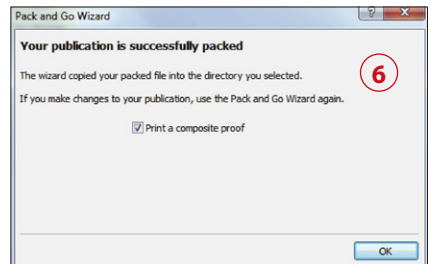 Pack and Go Wizard
Your publication is successfully packed
The wizard copied your packed file into the directory you selected.
6
If you make changes to your publication, use the Pack and Go Wizard again.
Print a composite proof
OK